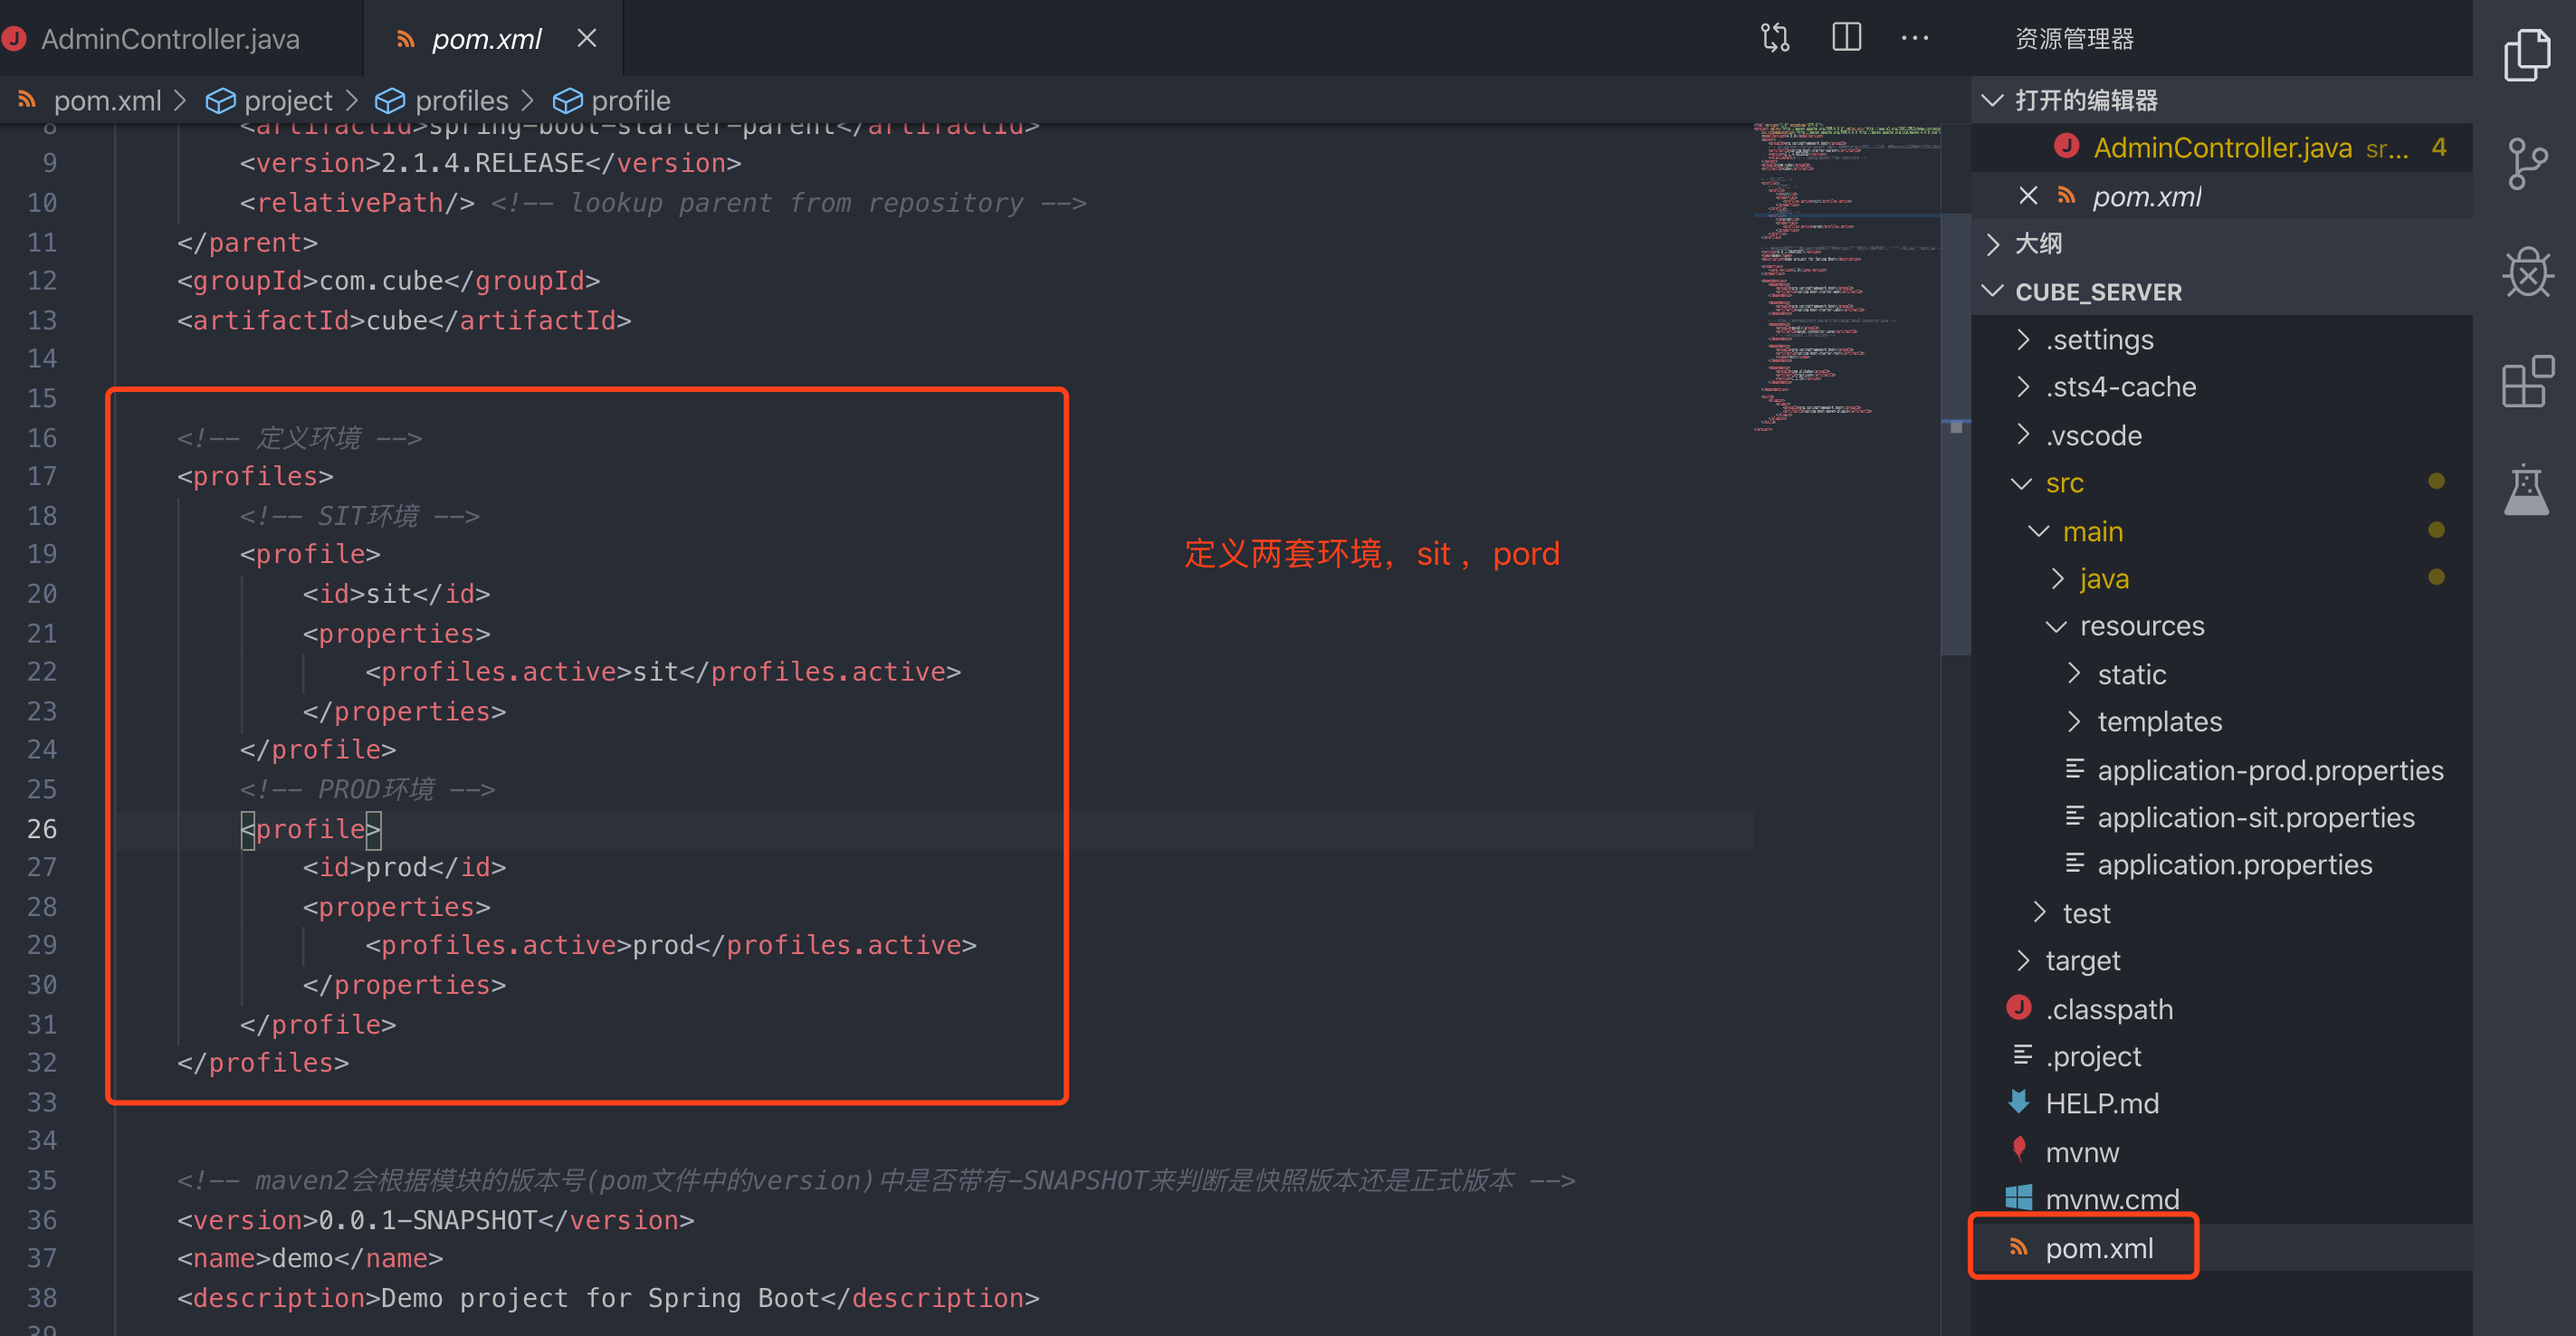 AdminController.java
pom.xml
资源管理器
pom.xml > project > profiles > profile
8 <artifactId>spring-boot-starter-parent</artifactId>
9 <version>2.1.4.RELEASE</version>
10 <relativePath/> <!-- lookup parent from repository -->
11 </parent>
12 <groupId>com.cube</groupId>
13 <artifactId>cube</artifactId>
14
15
16 <!-- 定义环境 -->
17 <profiles>
18 <!-- SIT环境 -->
19 <profile>
20 <id>sit</id>
21 <properties>
22 <profiles.active>sit</profiles.active>
23 </properties>
24 </profile>
25 <!-- PROD环境 -->
26 <profile>
27 <id>prod</id>
28 <properties>
29 <profiles.active>prod</profiles.active>
30 </properties>
31 </profile>
32 </profiles>
33
34
35 <!-- maven2会根据模块的版本号(pom文件中的version)中是否带有-SNAPSHOT来判断是快照版本还是正式版本 -->
36 <version>0.0.1-SNAPSHOT</version>
37 <name>demo</name>
38 <description>Demo project for Spring Boot</description>
39
定义两套环境，sit ，pord
打开的编辑器
AdminController.java sr... 4
pom.xml
大纲
CUBE_SERVER
.settings
.sts4-cache
.vscode
src
main
java
resources
static
templates
application-prod.properties
application-sit.properties
application.properties
test
target
.classpath
.project
HELP.md
mvnw
mvnw.cmd
pom.xml